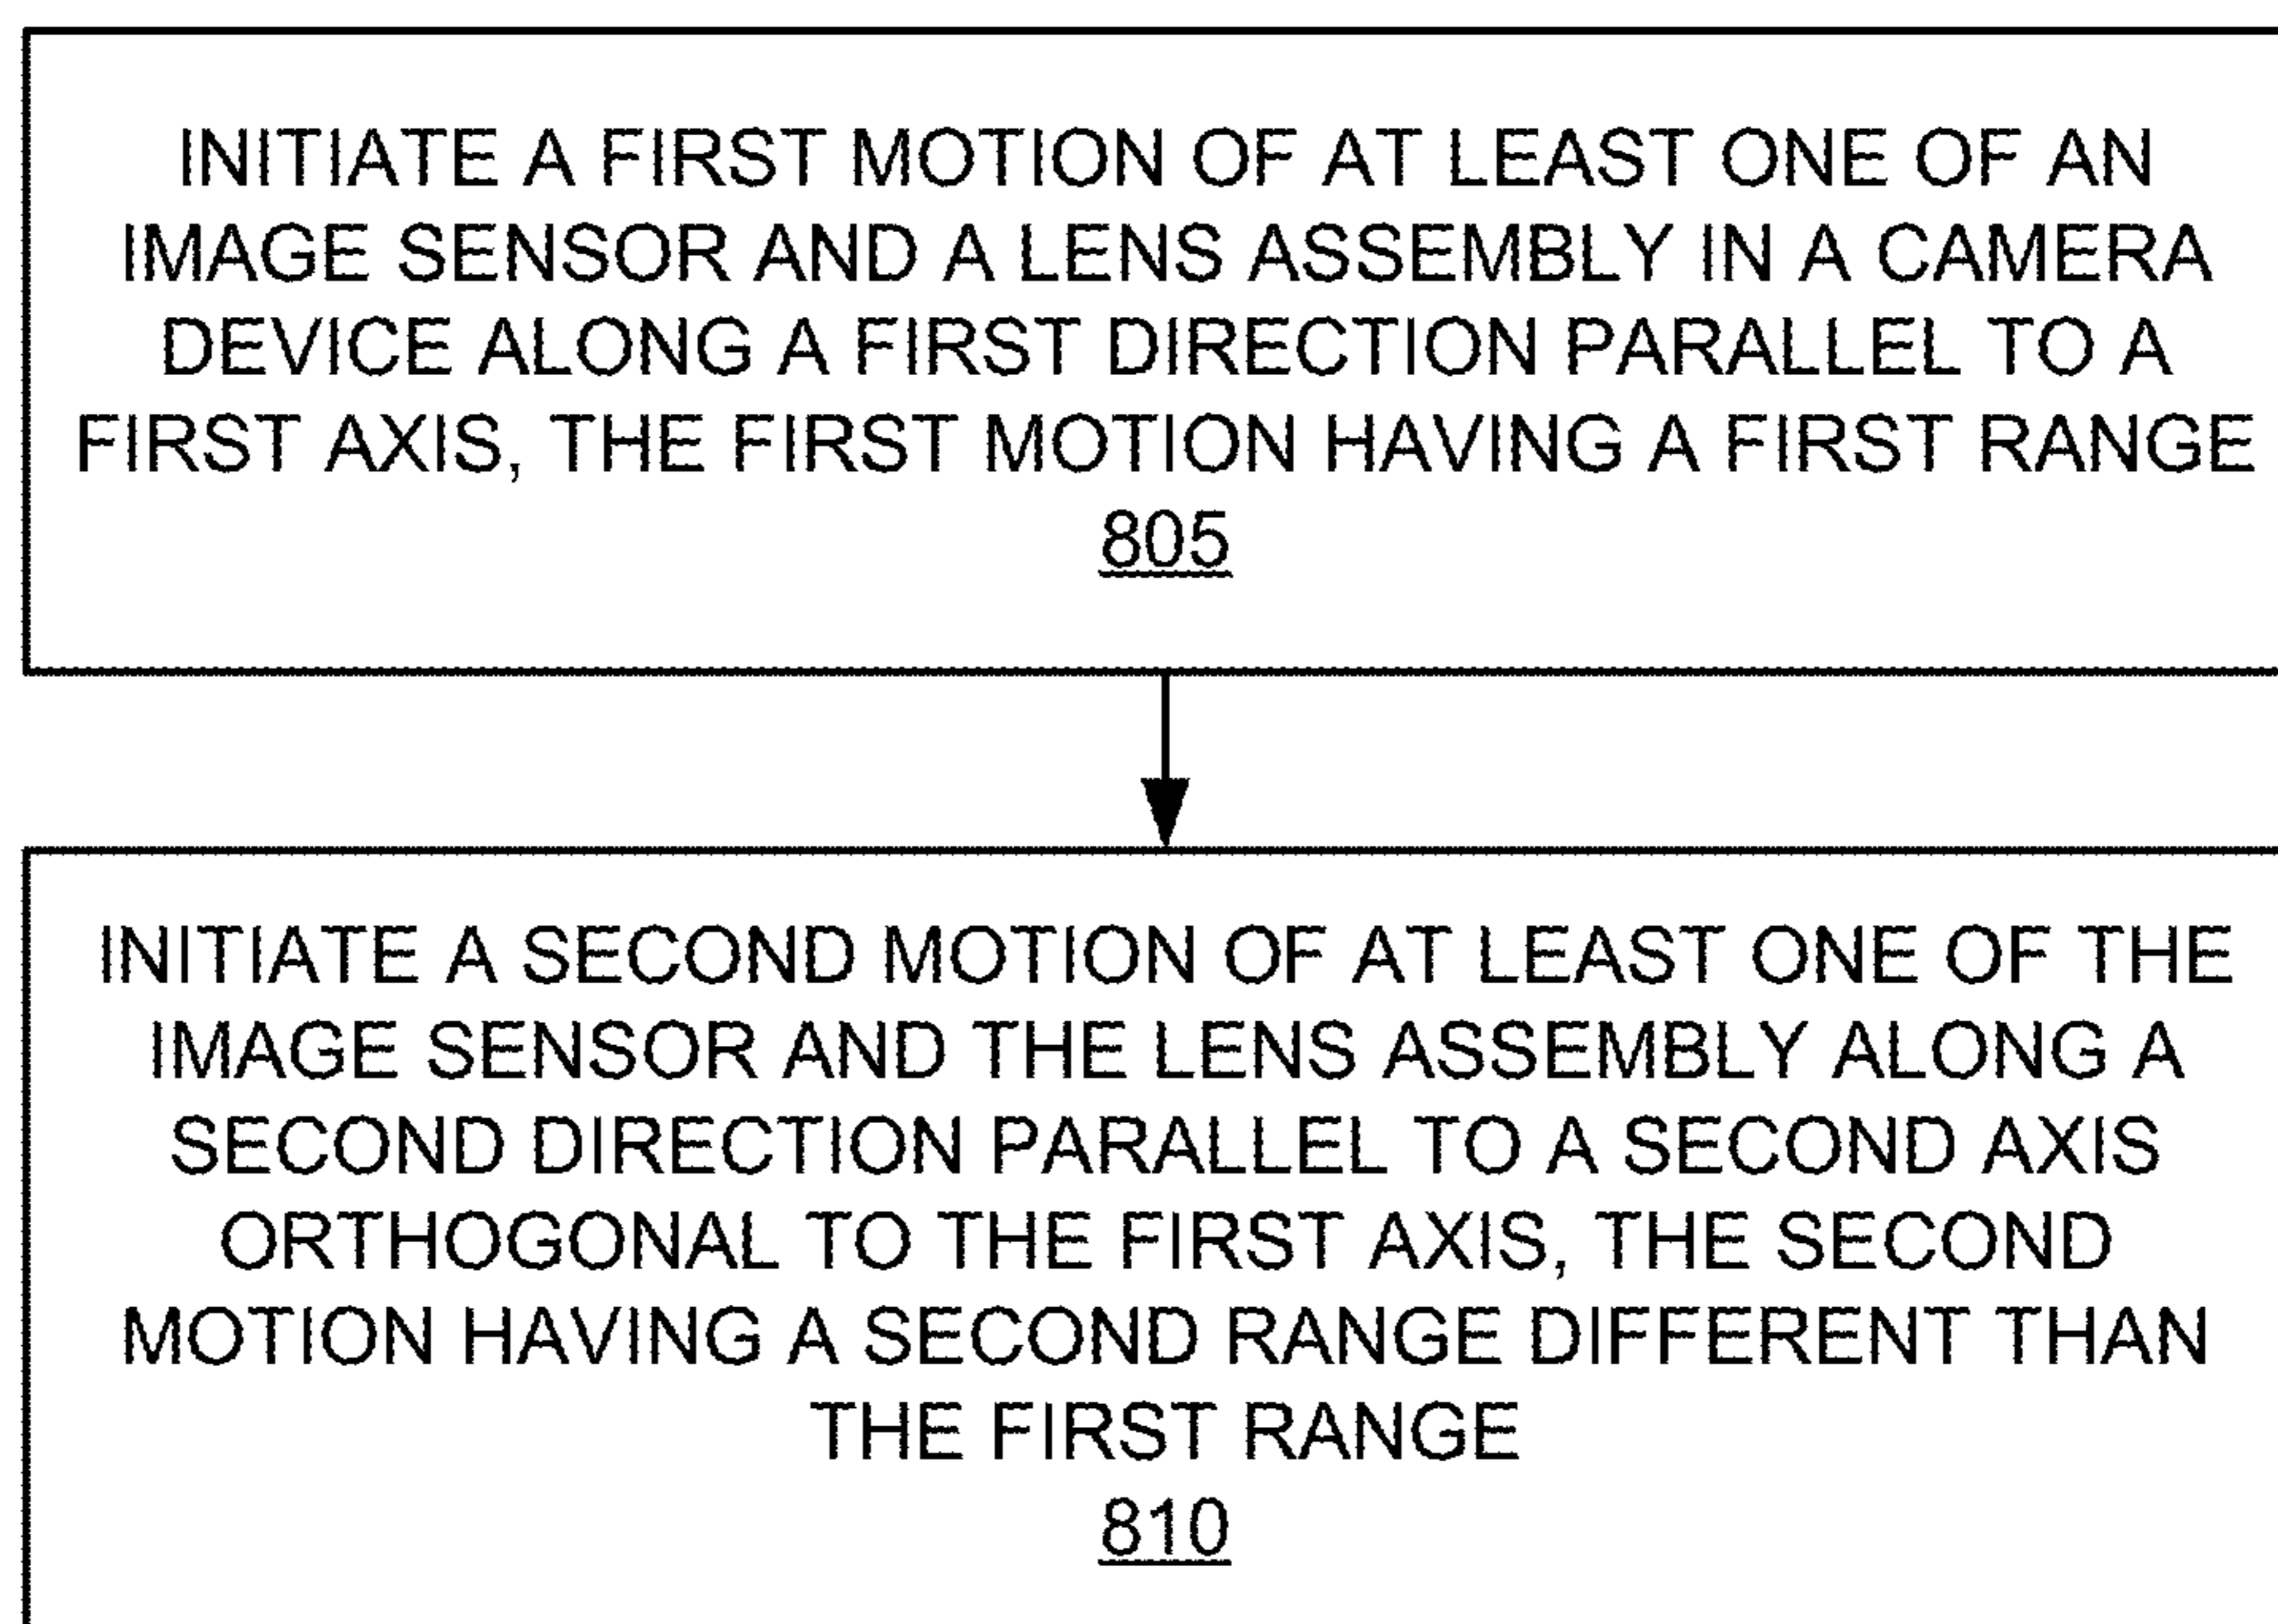 INITIATE A FIRST MOTION OF AT LEAST ONE OF AN
IMAGE SENSOR AND A LENS ASSEMBLY IN A CAMERA
DEVICE ALONG A FIRST DIRECTION PARALLEL TO A
FIRST AXIS, THE FIRST MOTION HAVING A FIRST RANGE
805
INITIATE A SECOND MOTION OF AT LEAST ONE OF THE
IMAGE SENSOR AND THE LENS ASSEMBLY ALONG A
SECOND DIRECTION PARALLEL TO A SECOND AXIS
ORTHOGONAL TO THE FIRST AXIS, THE SECOND
MOTION HAVING A SECOND RANGE DIFFERENT THAN
THE FIRST RANGE
810